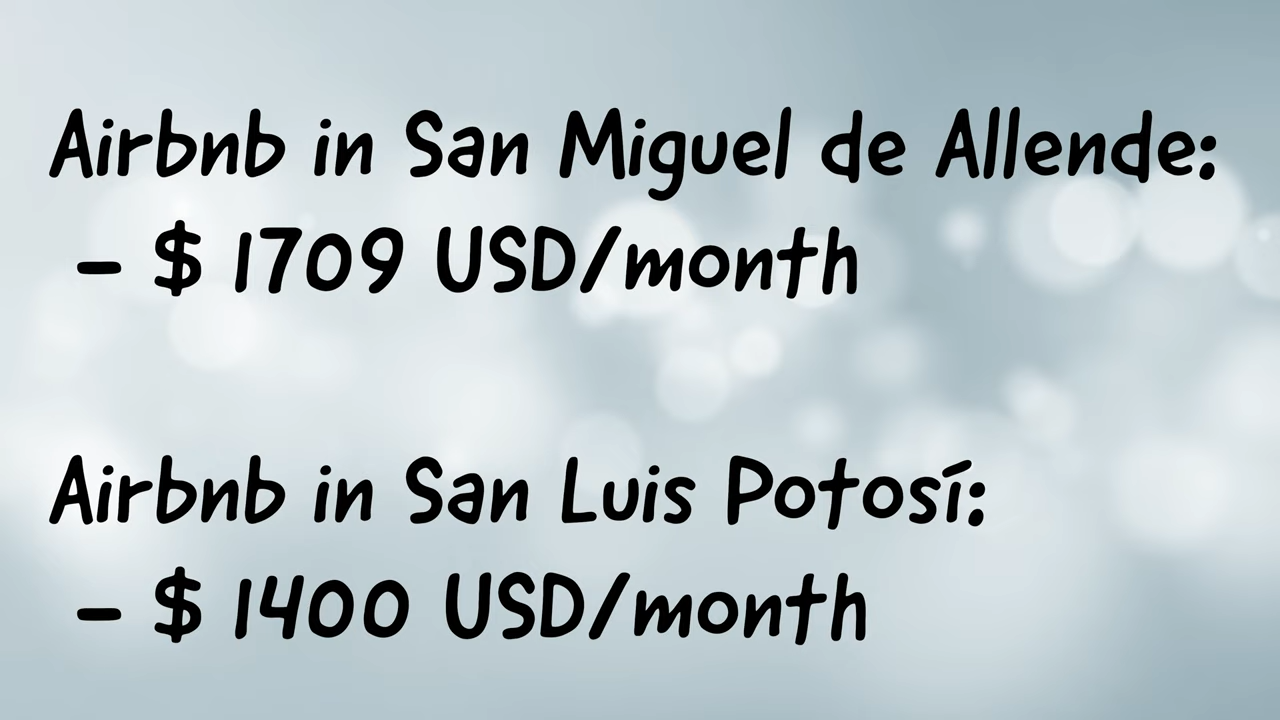 Airbnb in San Miguel de Allende:
- $ 1709 USD/month
Airbnb in San Luis Potosí:
- $ 1400 USD/month